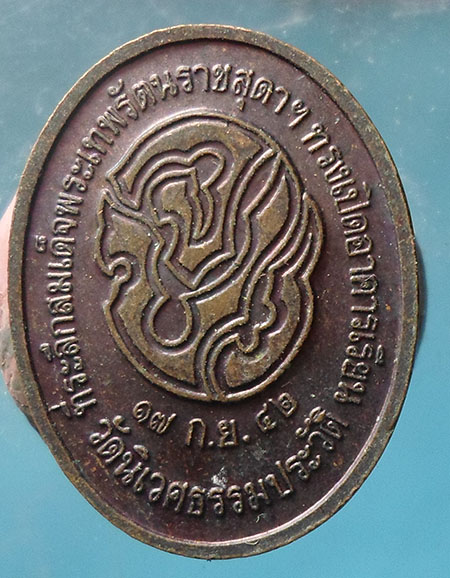 ที่ระลึกสมเด็จพระเทพรัตนราชสุดาฯ ทรงเปิดอาคารเรียน
๑๗ ก.ย. ๔๒
วัดนิเวศธรรมประวัติ